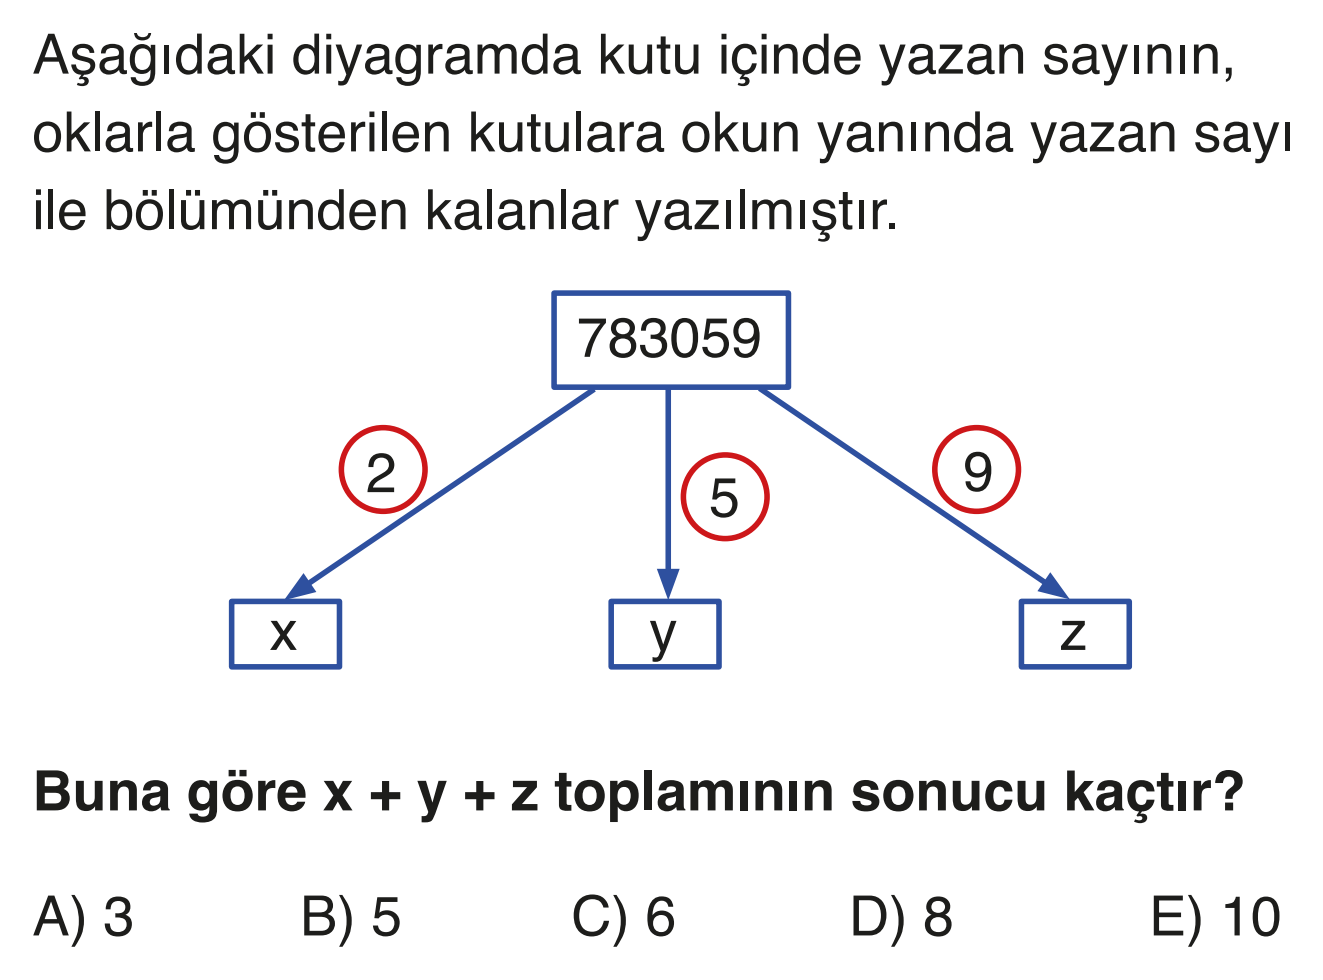 Aşağıdaki diyagramda kutu içinde yazan sayının,
oklarla gösterilen kutulara okun yanında yazan sayı
ile bölümünden kalanlar yazılmıştır.
783059
2
5
9
x
y
z
Buna göre x + y + z toplamının sonucu kaçtır?
A) 3 B) 5 C) 6 D) 8 E) 10